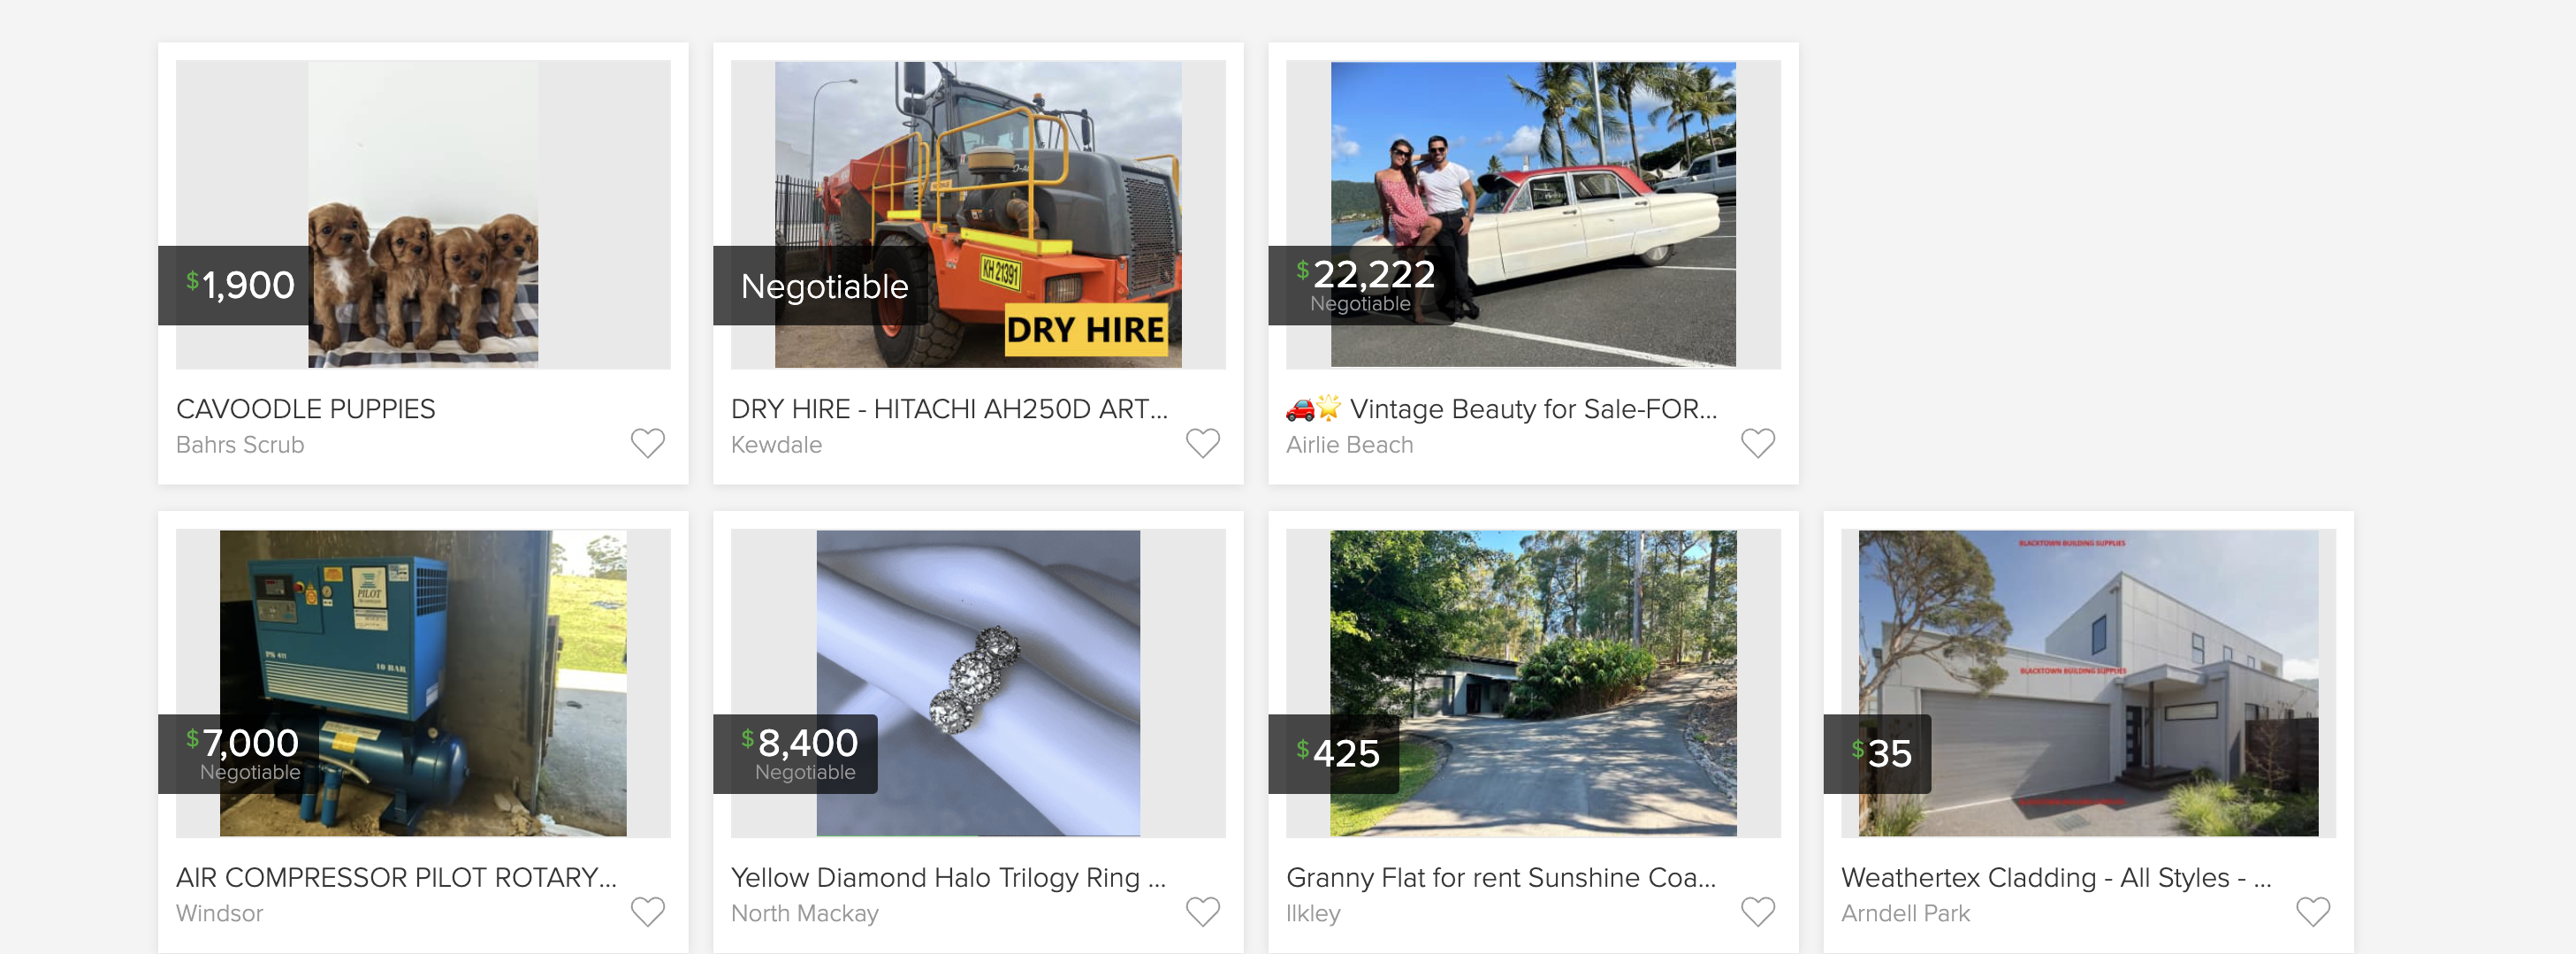 $1,900
CAVOODLE PUPPIES
Bahrs Scrub
KH 21391
DRY HIRE
Negotiable
DRY HIRE - HITACHI AH250D ART...
Kewdale
$22,222
Negotiable
🚗🌟 Vintage Beauty for Sale-FOR...
Airlie Beach
PILOT
10 BAR
$7,000
Negotiable
AIR COMPRESSOR PILOT ROTARY...
Windsor
$8,400
Negotiable
Yellow Diamond Halo Trilogy Ring ...
North Mackay
$425
Granny Flat for rent Sunshine Coa...
Ilkley
BLACKTOWN BUILDING SUPPLIES
BLACKTOWN BUILDING SUPPLIES
$35
Weathertex Cladding - All Styles - ...
Arndell Park